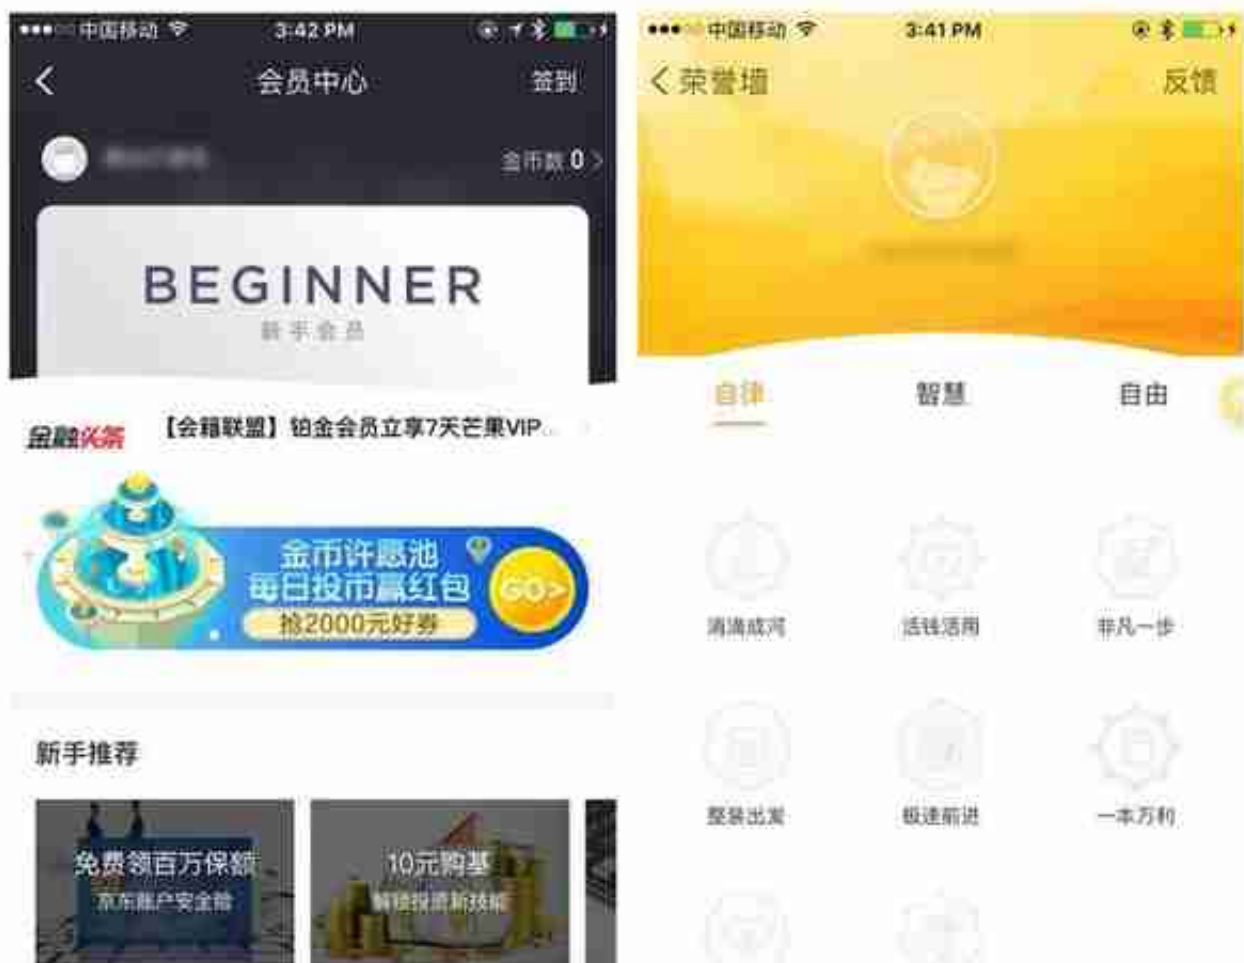 中国移动
3:42 PM
会员中心
签到
金币数 0
BEGINNER
新手会员
金融头条
【会籍联盟】铂金会员立享7天芒果VIP...
金币许愿池
每日投币赢红包
抢2000元好券
GO>
新手推荐
免费领百万保额
京东账户安全险
10元购基
解锁投资新技能
中国移动
3:41 PM
荣誉墙
反馈
自律
智慧
自由
滴滴成河
活钱活用
非凡一步
整装出发
极速前进
一本万利